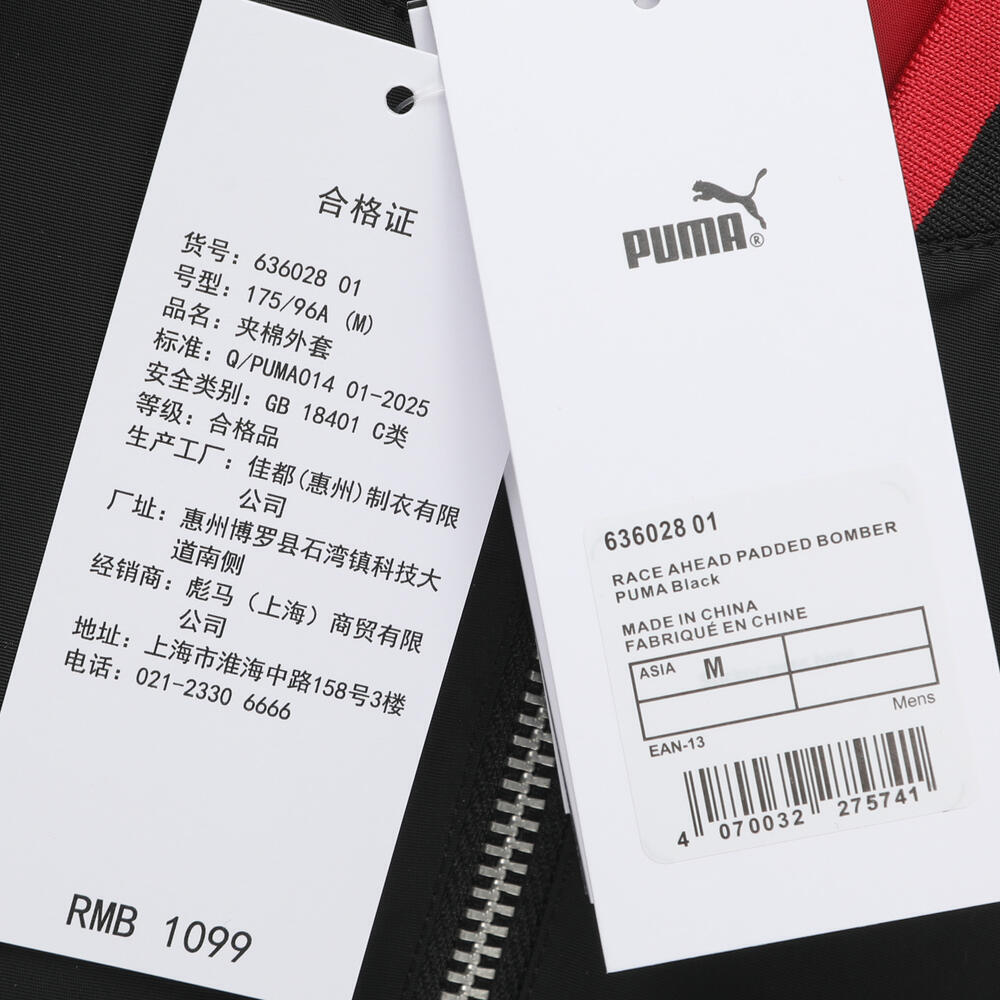 合格证
货号: 636028 01
号型: 175/96A (M)
品名: 夹棉外套
标准: Q/PUMA014 01-2025
安全类别: GB 18401 C类
等级: 合格品
生产工厂: 佳都(惠州)制衣有限
公司
厂址: 惠州博罗县石湾镇科技大
道南侧
经销商: 彪马（上海）商贸有限
公司
地址: 上海市淮海中路158号3楼
电话: 021-2330 6666
RMB 1099
PUMA®
636028 01
RACE AHEAD PADDED BOMBER
PUMA Black
MADE IN CHINA
FABRIQUÉ EN CHINE
ASIA M
Mens
EAN-13
4 070032 275741